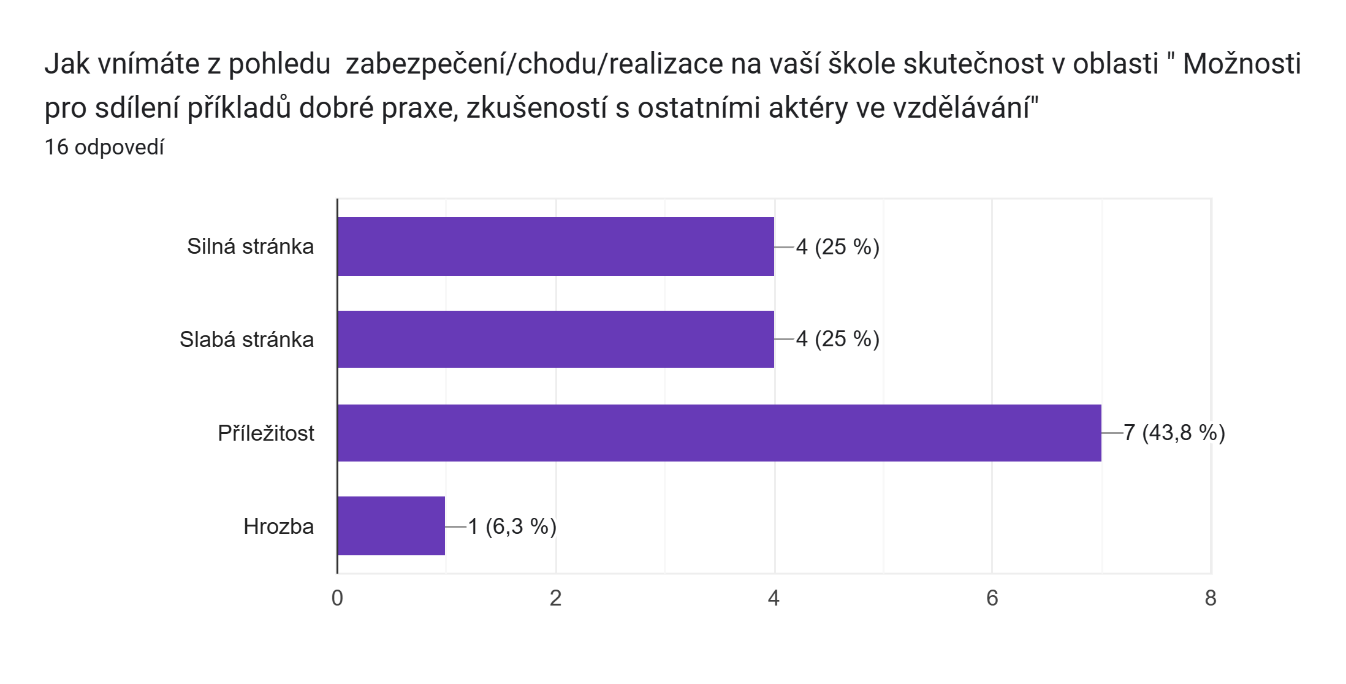 Jak vnímáte z pohledu  zabezpečení/chodu/realizace na vaší škole skutečnost v oblasti " Možnosti
pro sdílení příkladů dobré praxe, zkušeností s ostatními aktéry ve vzdělávání"
16 odpovedí
Silná stránka 4 (25 %)
Slabá stránka 4 (25 %)
Příležitost 7 (43,8 %)
Hrozba 1 (6,3 %)
0 2 4 6 8